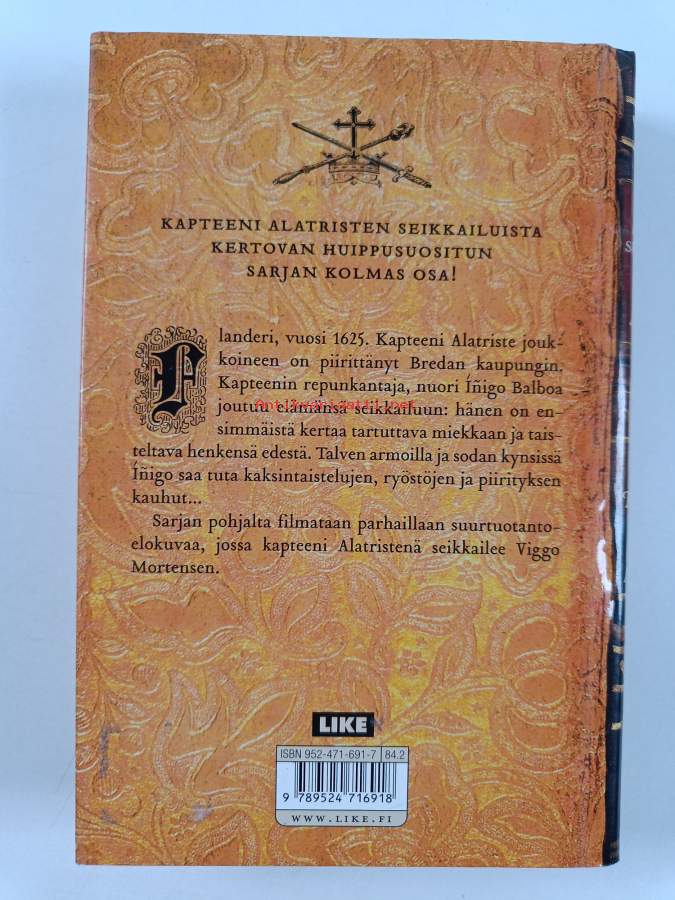 KAPTEENI ALATRISTEN SEIKKAILUISTA
KERTOVAN HUIPPUSUOSITUN
SARJAN KOLMAS OSA!
Flanderi, vuosi 1625. Kapteeni Alatriste jouk-
koineen on piirittänyt Bredan kaupungin.
Kapteenin repunkantaja, nuori Íñigo Balboa
joutuu elämänsä seikkailuun: hänen on en-
simmäistä kertaa tartuttava miekkaan ja tais-
teltava henkensä edestä. Talven armoilla ja sodan kynsissä
Íñigo saa tuta kaksintaistelujen, ryöstöjen ja piirityksen
kauhut...
Sarjan pohjalta filmataan parhaillaan suurtuotanto-
elokuvaa, jossa kapteeni Alatristenä seikkailee Viggo
Mortensen.
LIKE
ISBN 952-471-691-7 84.2
9 789524 716918
WWW.LIKE.FI